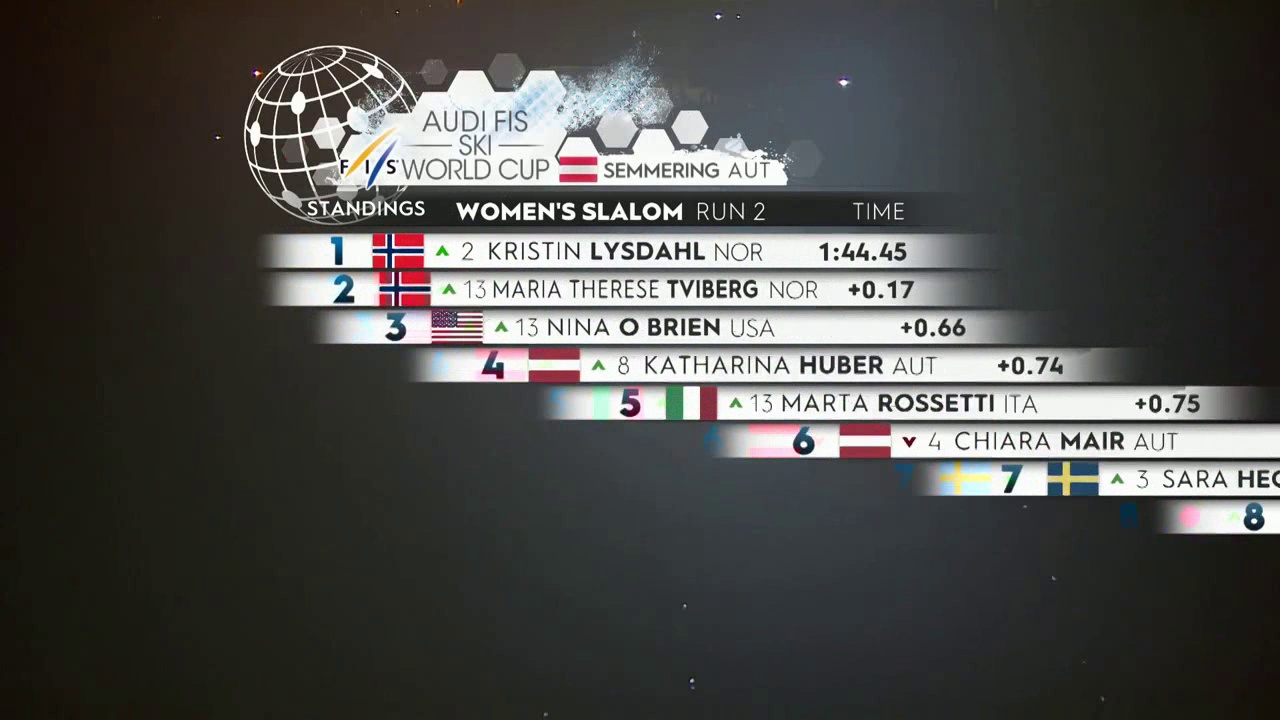 AUDI FIS
SKI
WORLD CUP
FIS
SEMMERING AUT
STANDINGS WOMEN'S SLALOM RUN 2 TIME
1 2 KRISTIN LYSDAHL NOR 1:44.45
2 13 MARIA THERESE TVIBERG NOR +0.17
3 13 NINA O BRIEN USA +0.66
4 8 KATHARINA HUBER AUT +0.74
5 13 MARTA ROSSETTI ITA +0.75
6 4 CHIARA MAIR AUT
7 3 SARA
8